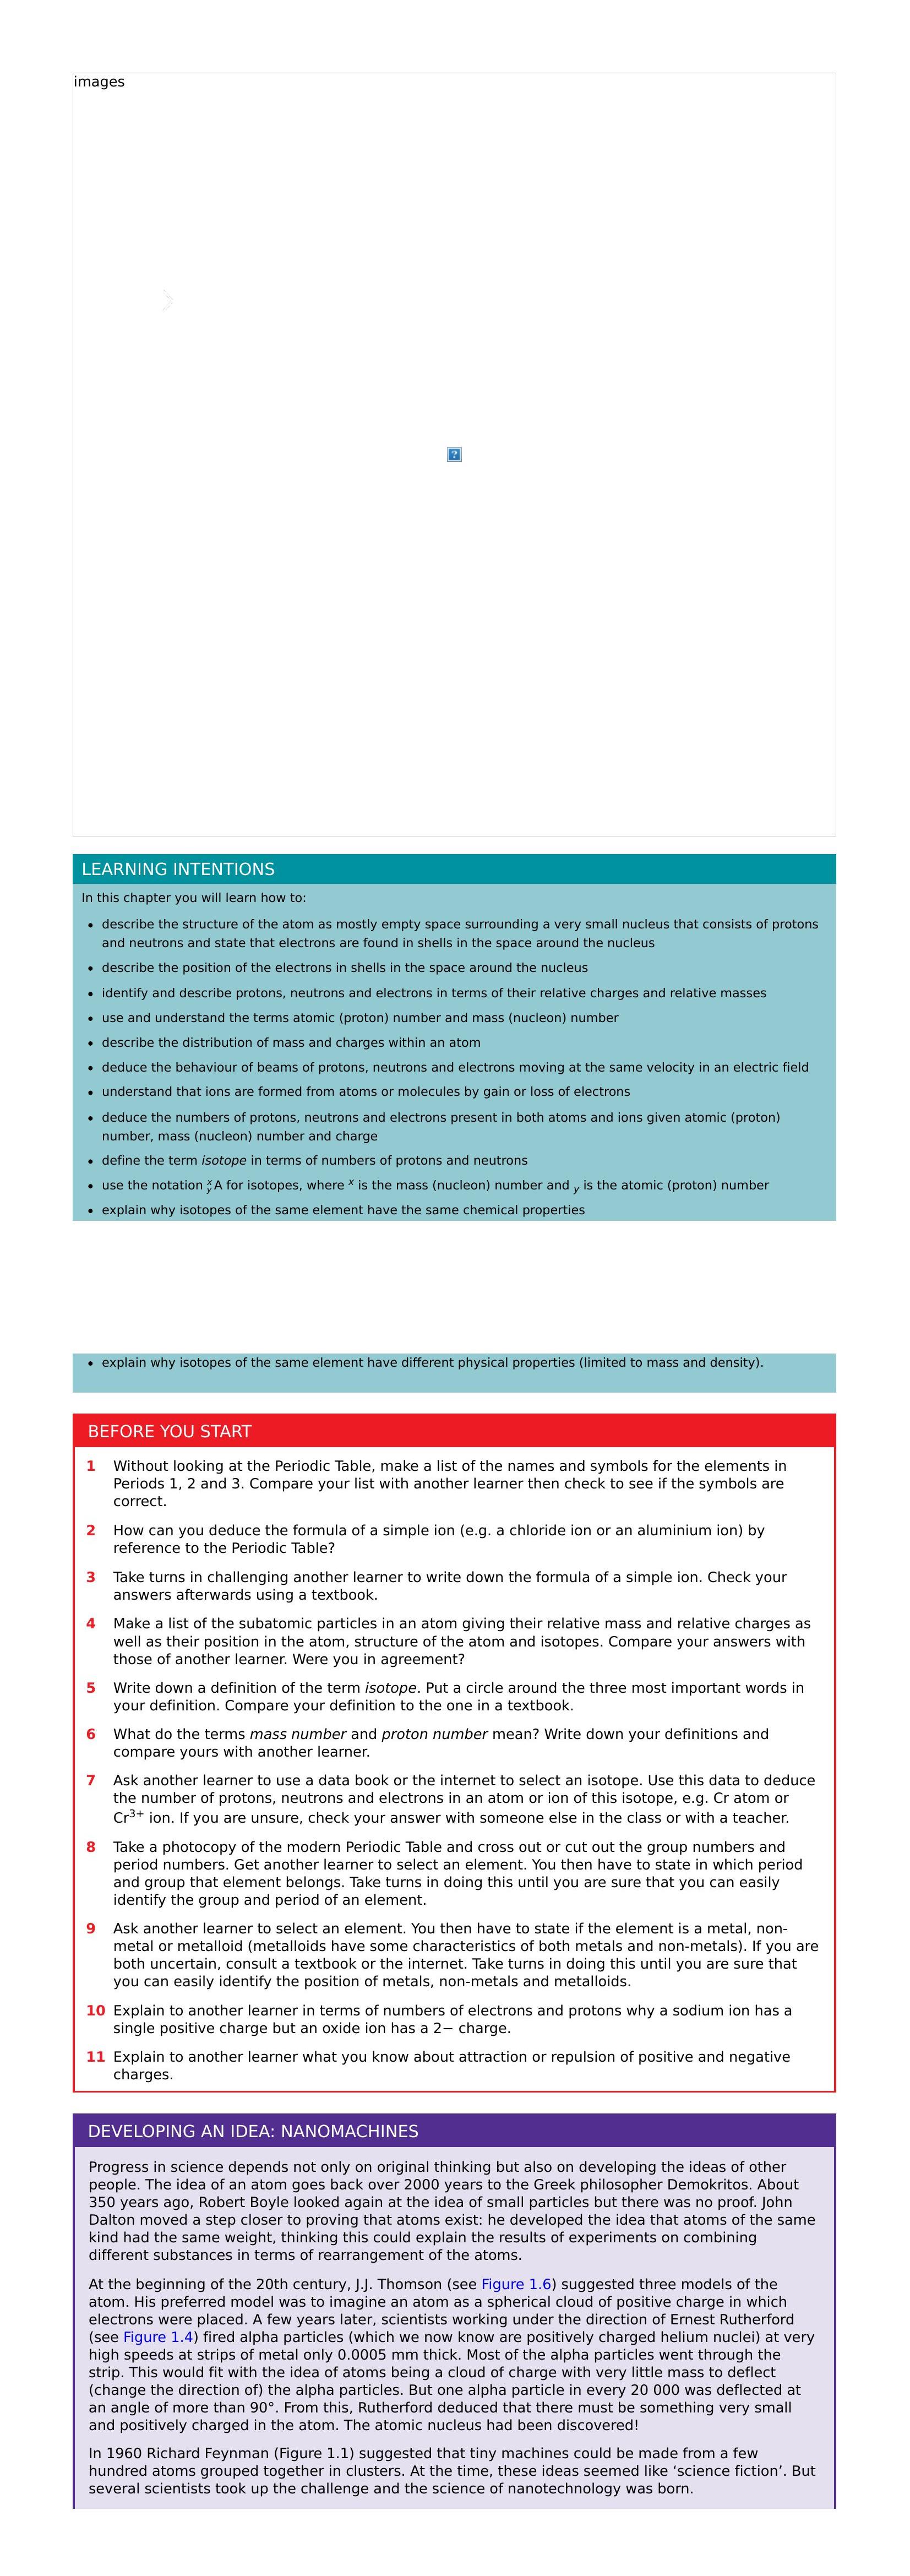 images
?
LEARNING INTENTIONS
In this chapter you will learn how to:
• describe the structure of the atom as mostly empty space surrounding a very small nucleus that consists of protons
and neutrons and state that electrons are found in shells in the space around the nucleus
• describe the position of the electrons in shells in the space around the nucleus
• identify and describe protons, neutrons and electrons in terms of their relative charges and relative masses
• use and understand the terms atomic (proton) number and mass (nucleon) number
• describe the distribution of mass and charges within an atom
• deduce the behaviour of beams of protons, neutrons and electrons moving at the same velocity in an electric field
• understand that ions are formed from atoms or molecules by gain or loss of electrons
• deduce the numbers of protons, neutrons and electrons present in both atoms and ions given atomic (proton)
number, mass (nucleon) number and charge
• define the term isotope in terms of numbers of protons and neutrons
• use the notation x y A for isotopes, where x is the mass (nucleon) number and y is the atomic (proton) number
• explain why isotopes of the same element have the same chemical properties
• explain why isotopes of the same element have different physical properties (limited to mass and density).
BEFORE YOU START
1 Without looking at the Periodic Table, make a list of the names and symbols for the elements in
Periods 1, 2 and 3. Compare your list with another learner then check to see if the symbols are
correct.
2 How can you deduce the formula of a simple ion (e.g. a chloride ion or an aluminium ion) by
reference to the Periodic Table?
3 Take turns in challenging another learner to write down the formula of a simple ion. Check your
answers afterwards using a textbook.
4 Make a list of the subatomic particles in an atom giving their relative mass and relative charges as
well as their position in the atom, structure of the atom and isotopes. Compare your answers with
those of another learner. Were you in agreement?
5 Write down a definition of the term isotope. Put a circle around the three most important words in
your definition. Compare your definition to the one in a textbook.
6 What do the terms mass number and proton number mean? Write down your definitions and
compare yours with another learner.
7 Ask another learner to use a data book or the internet to select an isotope. Use this data to deduce
the number of protons, neutrons and electrons in an atom or ion of this isotope, e.g. Cr atom or
Cr³⁺ ion. If you are unsure, check your answer with someone else in the class or with a teacher.
8 Take a photocopy of the modern Periodic Table and cross out or cut out the group numbers and
period numbers. Get another learner to select an element. You then have to state in which period
and group that element belongs. Take turns in doing this until you are sure that you can easily
identify the group and period of an element.
9 Ask another learner to select an element. You then have to state if the element is a metal, non-
metal or metalloid (metalloids have some characteristics of both metals and non-metals). If you are
both uncertain, consult a textbook or the internet. Take turns in doing this until you are sure that
you can easily identify the position of metals, non-metals and metalloids.
10 Explain to another learner in terms of numbers of electrons and protons why a sodium ion has a
single positive charge but an oxide ion has a 2− charge.
11 Explain to another learner what you know about attraction or repulsion of positive and negative
charges.
DEVELOPING AN IDEA: NANOMACHINES
Progress in science depends not only on original thinking but also on developing the ideas of other
people. The idea of an atom goes back over 2000 years to the Greek philosopher Demokritos. About
350 years ago, Robert Boyle looked again at the idea of small particles but there was no proof. John
Dalton moved a step closer to proving that atoms exist: he developed the idea that atoms of the same
kind had the same weight, thinking this could explain the results of experiments on combining
different substances in terms of rearrangement of the atoms.
At the beginning of the 20th century, J.J. Thomson (see Figure 1.6) suggested three models of the
atom. His preferred model was to imagine an atom as a spherical cloud of positive charge in which
electrons were placed. A few years later, scientists working under the direction of Ernest Rutherford
(see Figure 1.4) fired alpha particles (which we now know are positively charged helium nuclei) at very
high speeds at strips of metal only 0.0005 mm thick. Most of the alpha particles went through the
strip. This would fit with the idea of atoms being a cloud of charge with very little mass to deflect
(change the direction of) the alpha particles. But one alpha particle in every 20 000 was deflected at
an angle of more than 90°. From this, Rutherford deduced that there must be something very small
and positively charged in the atom. The atomic nucleus had been discovered!
In 1960 Richard Feynman (Figure 1.1) suggested that tiny machines could be made from a few
hundred atoms grouped together in clusters. At the time, these ideas seemed like ‘science fiction’. But
several scientists took up the challenge and the science of nanotechnology was born.